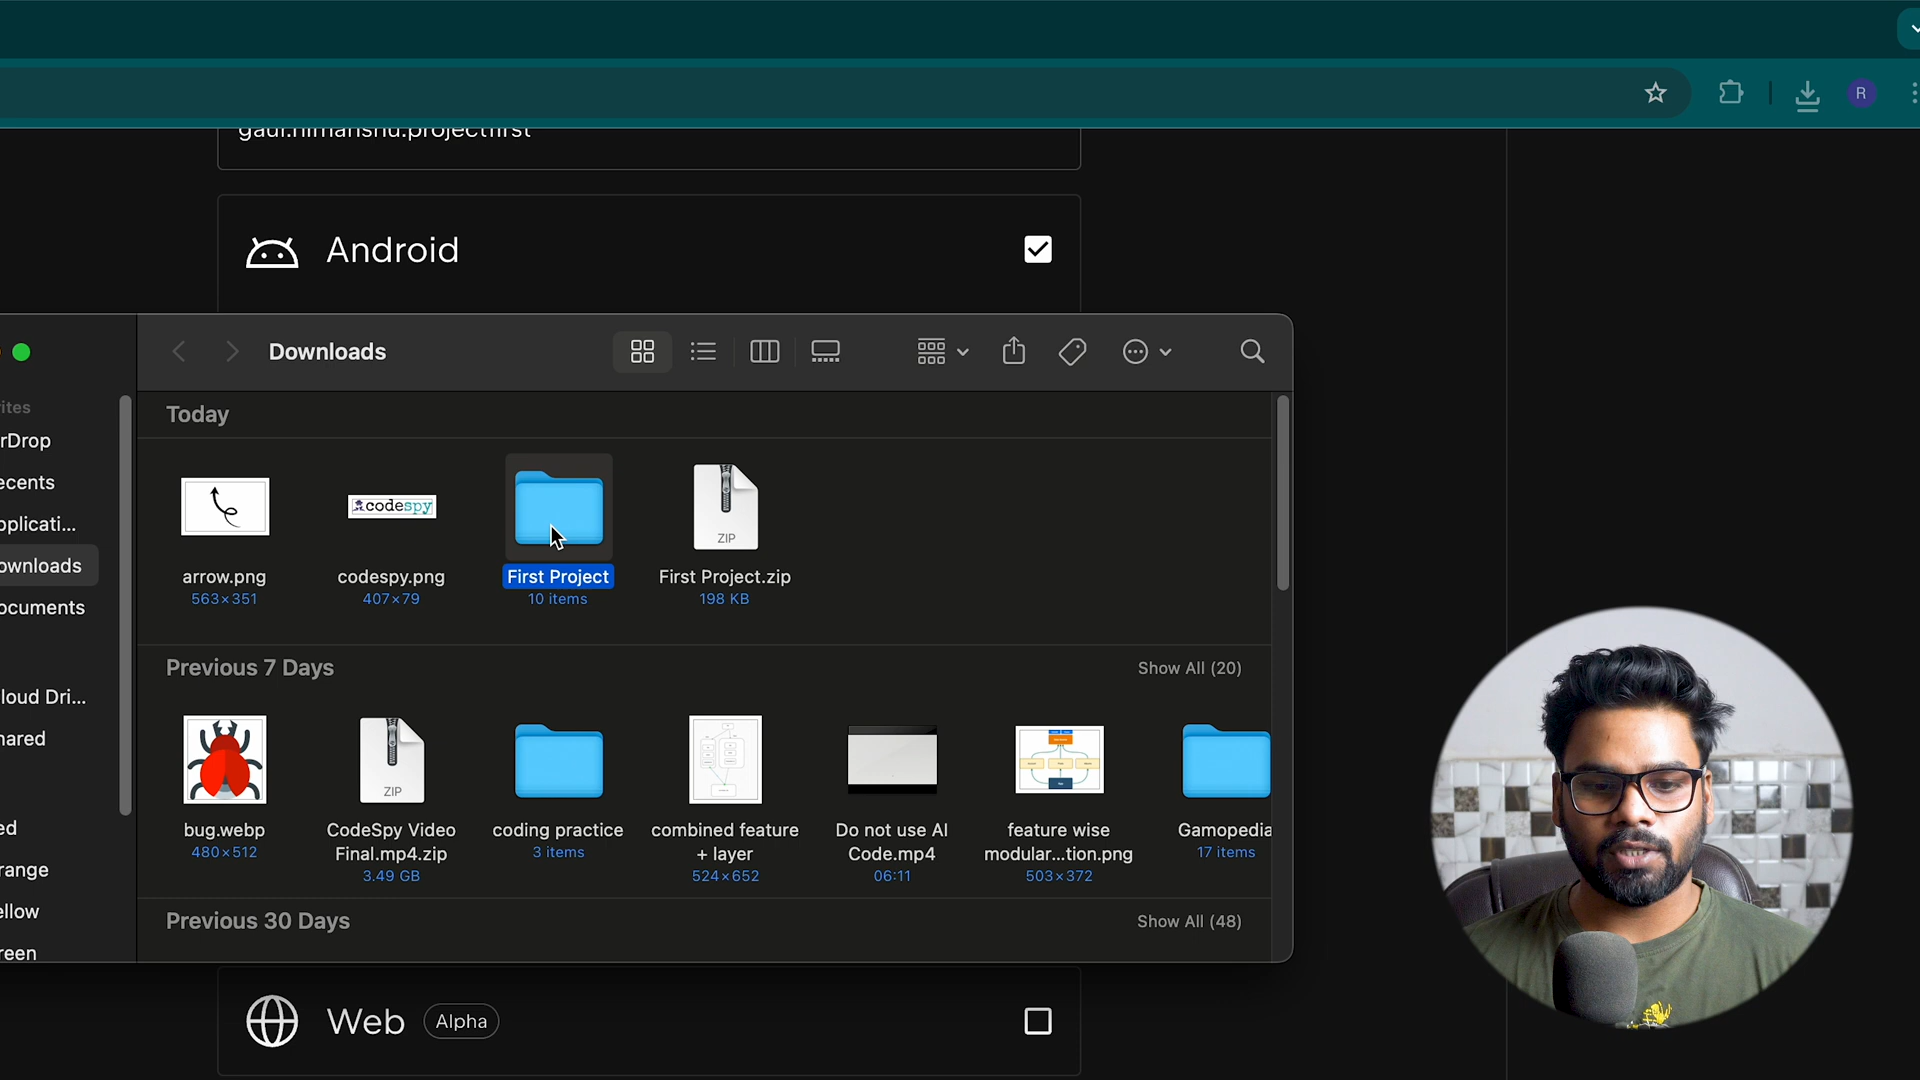 R
gaur.himanshu.projectfirst
Android
Downloads
ites
rDrop
ecents
pplicati...
ownloads
ocuments
loud Dri...
hared
ed
range
ellow
reen
Today
codespy
ZIP
arrow.png
codespy.png
First Project
First Project.zip
563×351
407×79
10 items
198 KB
Previous 7 Days
Show All (20)
ZIP
bug.webp
CodeSpy Video
Final.mp4.zip
coding practice
combined feature
+ layer
Do not use AI
Code.mp4
feature wise
modular...tion.png
Gamopedia
480×512
3.49 GB
3 items
524×652
06:11
503×372
17 items
Previous 30 Days
Show All (48)
Web
Alpha